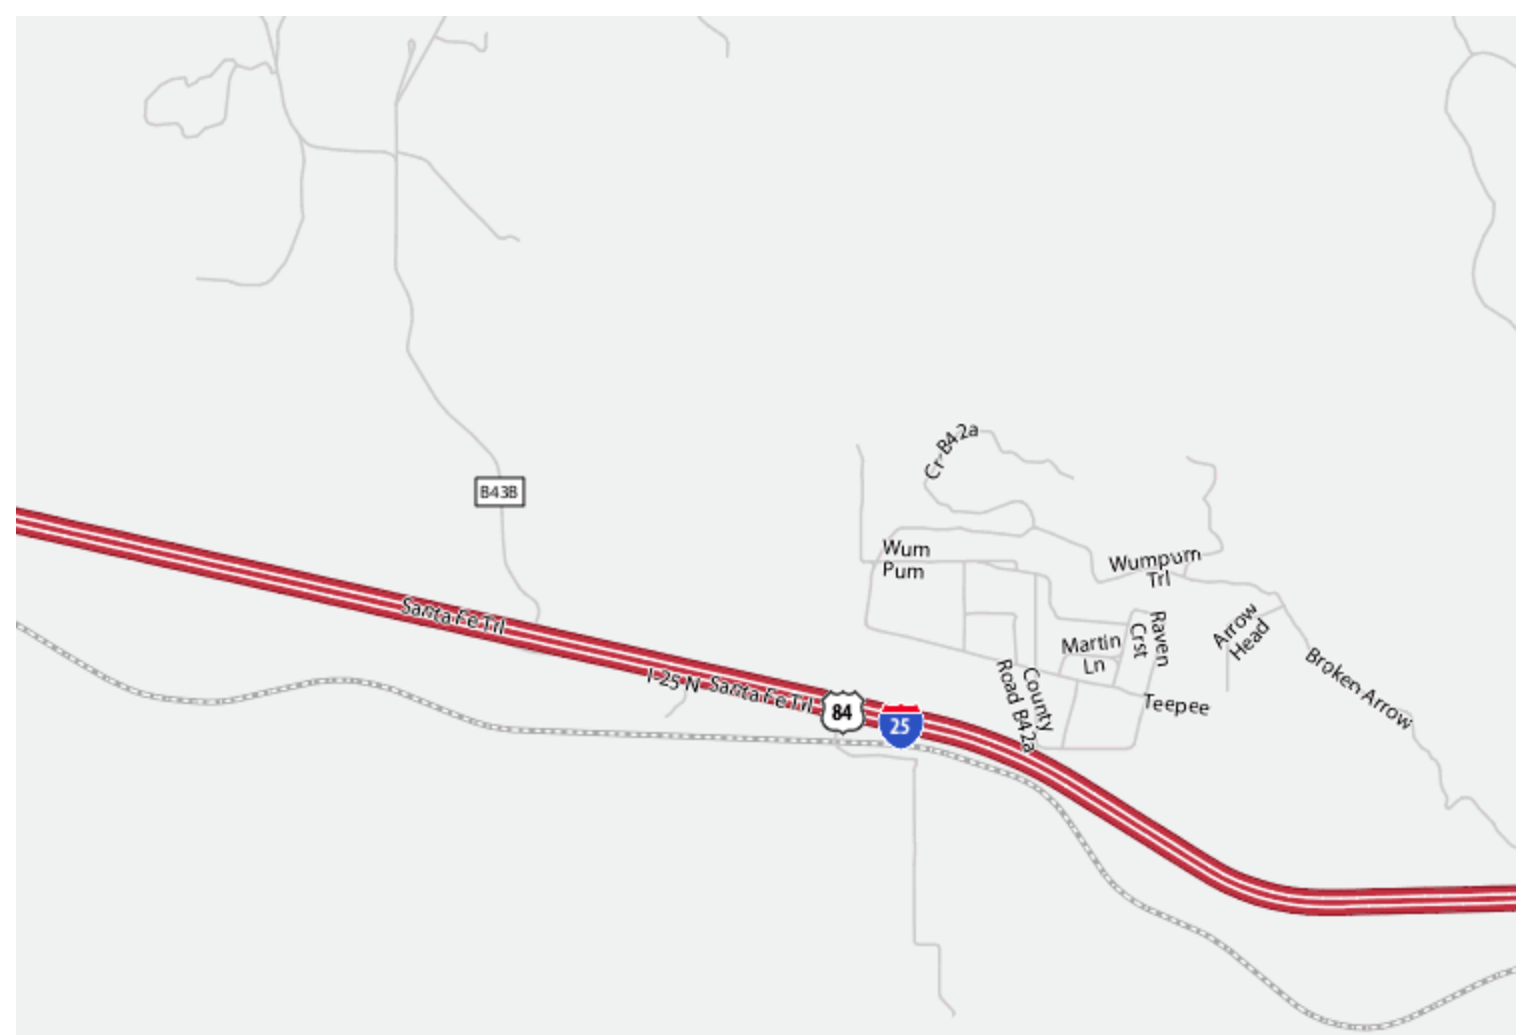 Cr-B42a
B43B
Wum
Pum
Wumpum
Trl
Santa Fe Trl
Martin
Ln
Raven
Crst
Arrow
Head
Broken Arrow
I-25 N Santa Fe Trl
84
25
County
Road B42a
Teepee